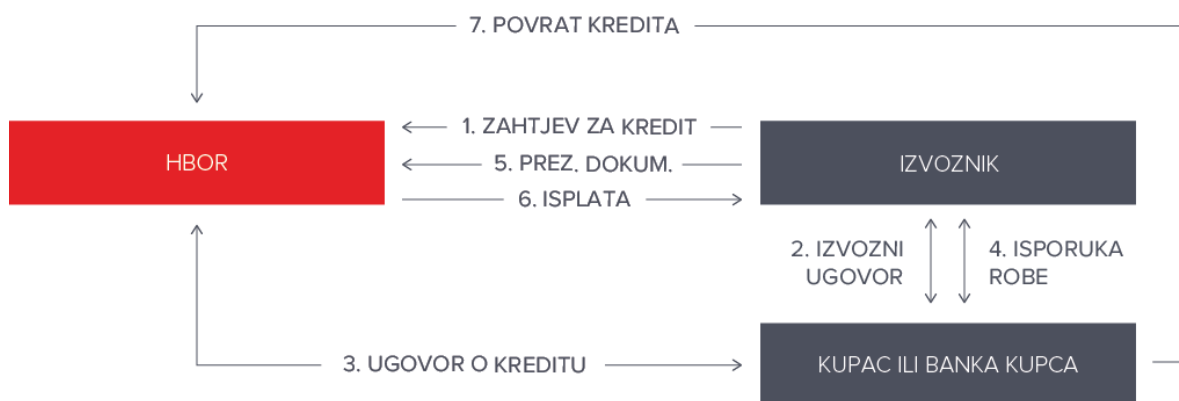 7. POVRAT KREDITA
1. ZAHTJEV ZA KREDIT
HBOR
5. PREZ. DOKUM.
IZVOZNIK
6. ISPLATA
2. IZVOZNI
UGOVOR
4. ISPORUKA
ROBE
3. UGOVOR O KREDITU
KUPAC ILI BANKA KUPCA